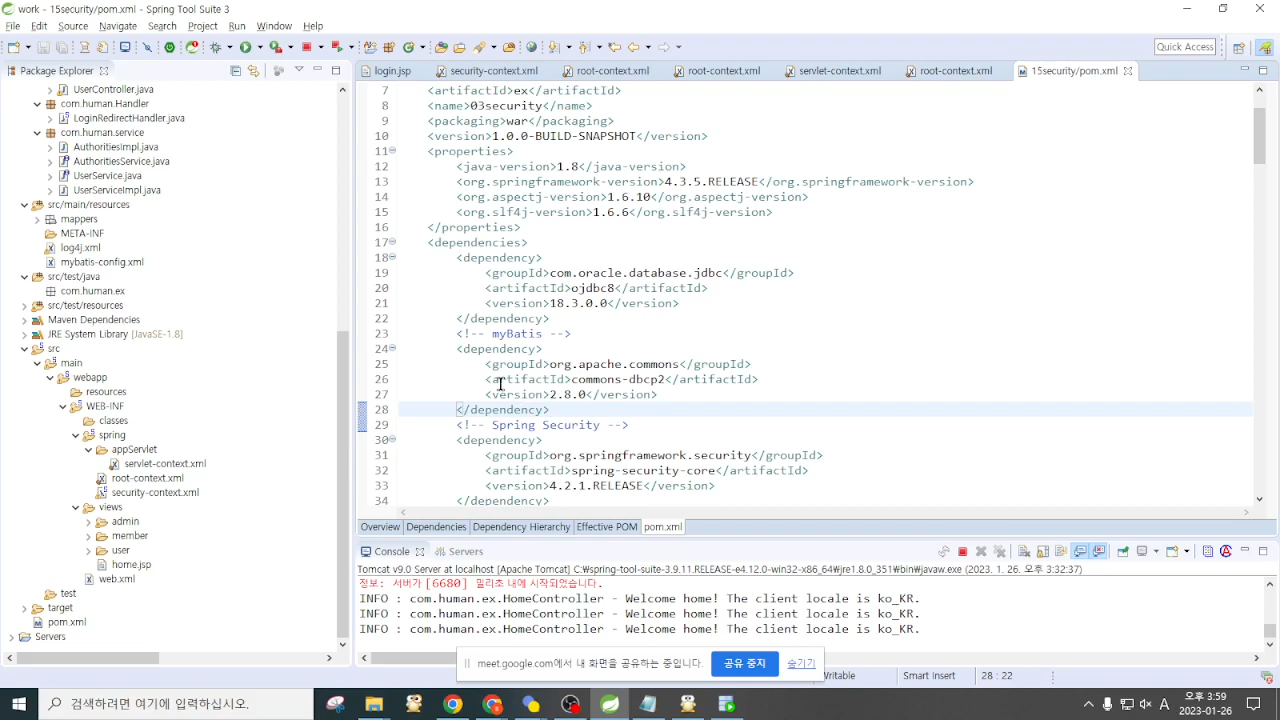 work - 15security/pom.xml - Spring Tool Suite 3
File Edit Source Navigate Search Project Run Window Help
Quick Access
Package Explorer
UserController.java
com.human.Handler
LoginRedirectHandler.java
com.human.service
AuthoritiesImpl.java
AuthoritiesService.java
UserService.java
UserServiceImpl.java
src/main/resources
mappers
META-INF
log4j.xml
mybatis-config.xml
src/test/java
com.human.ex
src/test/resources
Maven Dependencies
JRE System Library [JavaSE-1.8]
src
main
webapp
resources
WEB-INF
classes
spring
appServlet
servlet-context.xml
root-context.xml
security-context.xml
views
admin
member
user
home.jsp
web.xml
test
target
pom.xml
Servers
login.jsp security-context.xml root-context.xml root-context.xml servlet-context.xml root-context.xml 15security/pom.xml
7 <artifactId>ex</artifactId>
8 <name>03security</name>
9 <packaging>war</packaging>
10 <version>1.0.0-BUILD-SNAPSHOT</version>
11 <properties>
12 <java-version>1.8</java-version>
13 <org.springframework-version>4.3.5.RELEASE</org.springframework-version>
14 <org.aspectj-version>1.6.10</org.aspectj-version>
15 <org.slf4j-version>1.6.6</org.slf4j-version>
16 </properties>
17 <dependencies>
18 <dependency>
19 <groupId>com.oracle.database.jdbc</groupId>
20 <artifactId>ojdbc8</artifactId>
21 <version>18.3.0.0</version>
22 </dependency>
23 <!-- myBatis -->
24 <dependency>
25 <groupId>org.apache.commons</groupId>
26 <artifactId>commons-dbcp2</artifactId>
27 <version>2.8.0</version>
28 </dependency>
29 <!-- Spring Security -->
30 <dependency>
31 <groupId>org.springframework.security</groupId>
32 <artifactId>spring-security-core</artifactId>
33 <version>4.2.1.RELEASE</version>
34 </dependency>
Overview Dependencies Dependency Hierarchy Effective POM pom.xml
Console Servers
Tomcat v9.0 Server at localhost [Apache Tomcat] C:₩spring-tool-suite-3.9.11.RELEASE-e4.12.0-win32-x86_64₩jre1.8.0_351₩bin₩javaw.exe (2023. 1. 26. 오후 3:32:37)
정보: 서버가 [6680] 밀리초 내에 시작되었습니다.
INFO : com.human.ex.HomeController - Welcome home! The client locale is ko_KR.
INFO : com.human.ex.HomeController - Welcome home! The client locale is ko_KR.
INFO : com.human.ex.HomeController - Welcome home! The client locale is ko_KR.
meet.google.com에서 내 화면을 공유하는 중입니다. 공유 중지 숨기기
Writable Smart Insert 28 : 22
검색하려면 여기에 입력하십시오.
A 오후 3:59
2023-01-26